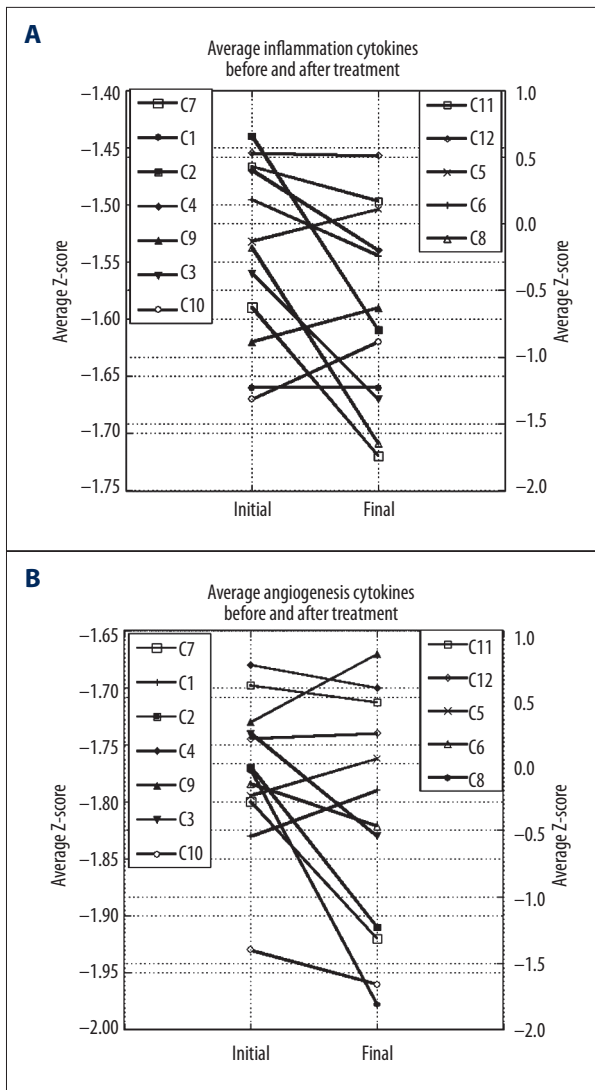 A
Average inflammation cytokines
before and after treatment
−1.40
−1.45
−1.50
−1.55
−1.60
−1.65
−1.70
−1.75
Average Z-score
C7
C1
C2
C4
C9
C3
C10
C11
C12
C5
C6
C8
1.0
0.5
0.0
−0.5
−1.0
−1.5
−2.0
Average Z-score
Initial
Final
B
Average angiogenesis cytokines
before and after treatment
−1.65
−1.70
−1.75
−1.80
−1.85
−1.90
−1.95
−2.00
Average Z-score
C7
C1
C2
C4
C9
C3
C10
C11
C12
C5
C6
C8
1.0
0.5
0.0
−0.5
−1.0
−1.5
−2.0
Average Z-score
Initial
Final